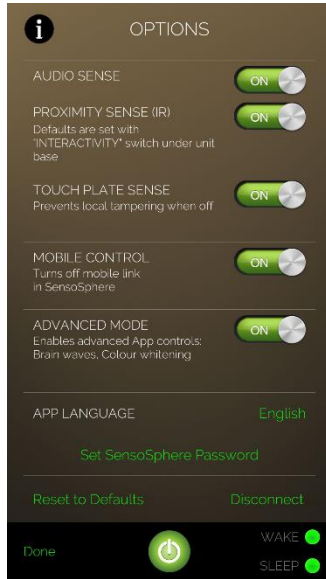 i
OPTIONS
AUDIO SENSE
ON
PROXIMITY SENSE (IR)
ON
Defaults are set with
"INTERACTIVITY" switch under unit
base
TOUCH PLATE SENSE
ON
Prevents local tampering when off
MOBILE CONTROL
ON
Turns off mobile link
in SensoSphere
ADVANCED MODE
ON
Enables advanced App controls:
Brain waves, Colour whitening
APP LANGUAGE English
Set SensoSphere Password
Reset to Defaults Disconnect
WAKE
Done
SLEEP